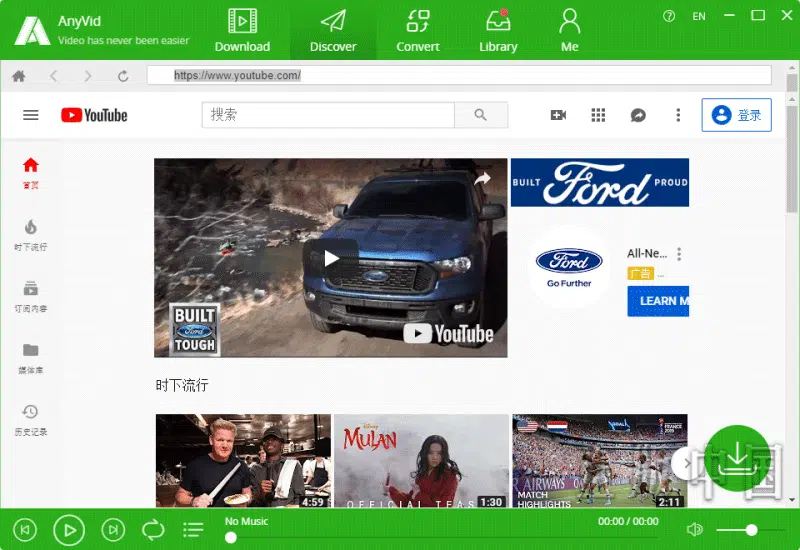 AnyVid
Video has never been easier
Download
Discover
Convert
Library
Me
EN
https://www.youtube.com/
YouTube
搜索
登录
首页
时下流行
订阅内容
媒体库
历史记录
BUILT
Ford
TOUGH
YouTube
BUILT Ford PROUD
Ford
Go Further
All-Ne...
广告 ...
LEARN M
时下流行
4:59
Disney
MULAN
OFFICIAL TEAS
1:30
FRANCE
GOAL
AIRWAYS
MATCH
HIGHLIGHTS
2:11
中国
No Music
00:00 / 00:00